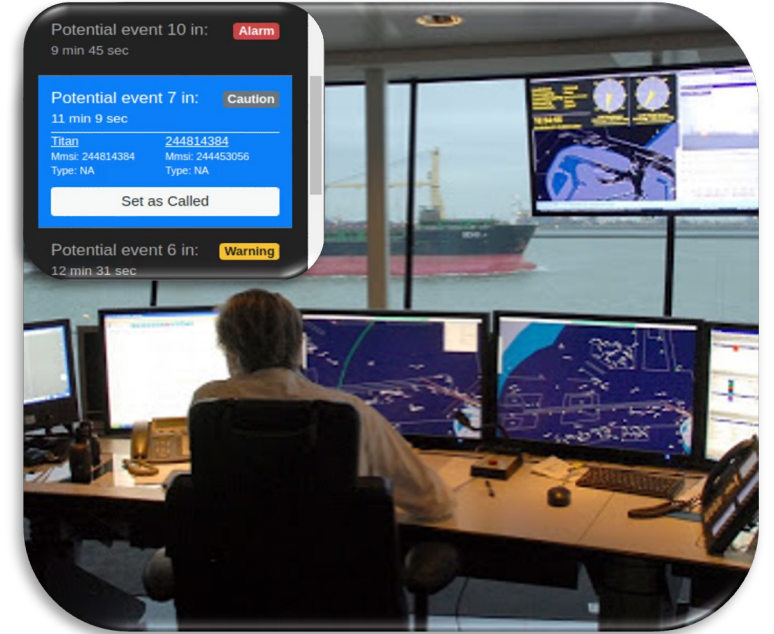 Potential event 10 in: Alarm
9 min 45 sec
Potential event 7 in: Caution
11 min 9 sec
Titan 244814384
Mmsi: 244814384 Mmsi: 244453056
Type: NA Type: NA
Set as Called
Potential event 6 in: Warning
12 min 31 sec